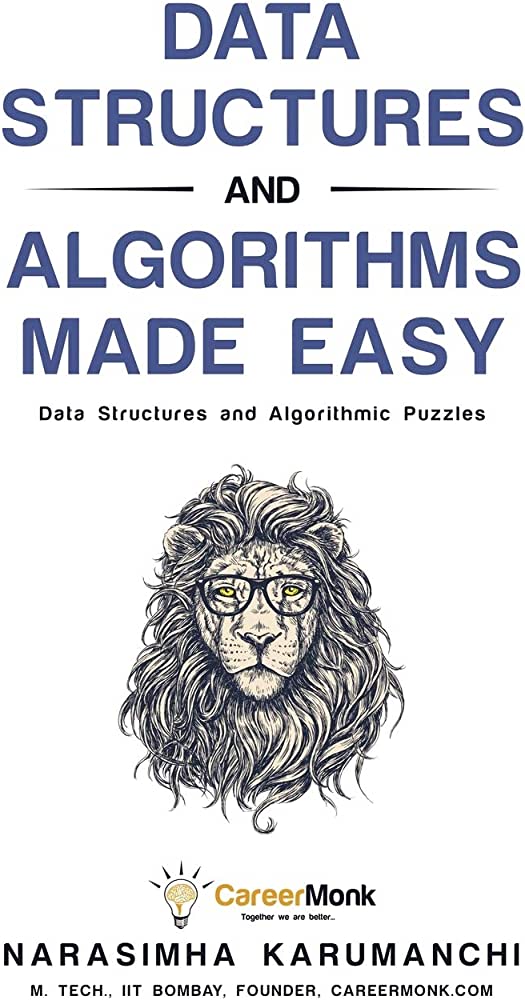 DATA
STRUCTURES
AND
ALGORITHMS
MADE EASY
Data Structures and Algorithmic Puzzles
CareerMonk
Together we are better...
NARASIMHA KARUMANCHI
M. TECH., IIT BOMBAY, FOUNDER, CAREERMONK.COM